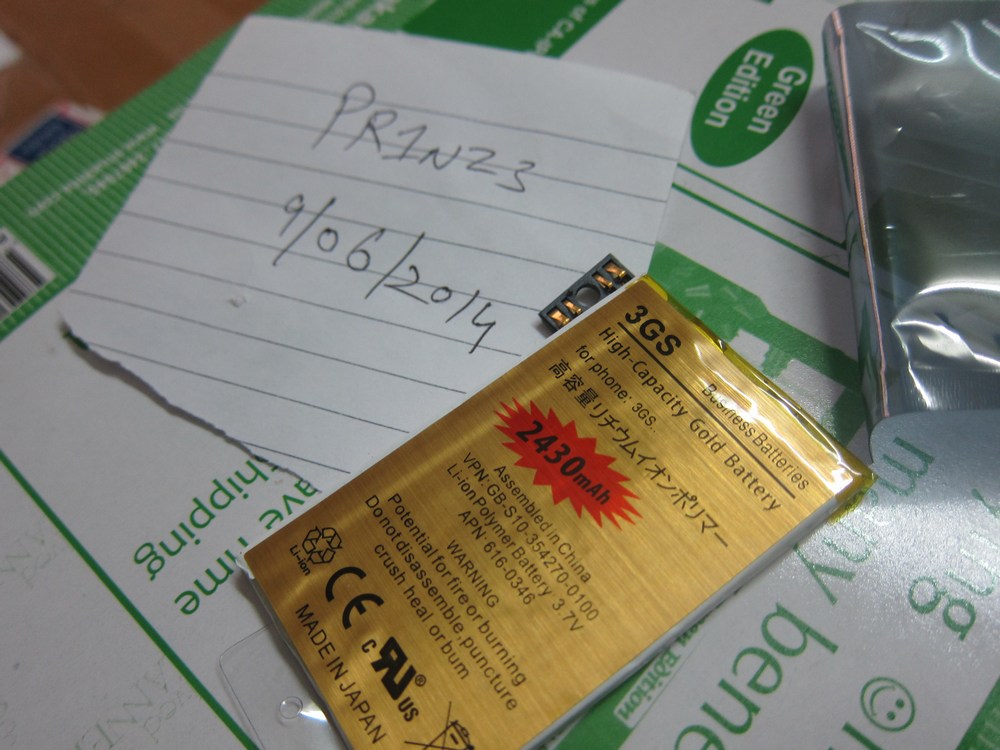 PR1NZ3
9/06/2014
Green
Edition
3GS
Business Batteries
High-Capacity Gold Battery
for phone: 3GS..
高容量リチウムイオンポリマー
2430mAh
Assembled in China
VPN: GB-S10-354270-0100
Li-ion Polymer Battery 3.7V
APN: 616-0346
WARNING
Potential for fire or burning
Do not disassemble, puncture
crush heal or bum
Li-ion
CE
c RU ® US
MADE IN JAPAN
ave time
shipping
many bene
Edition